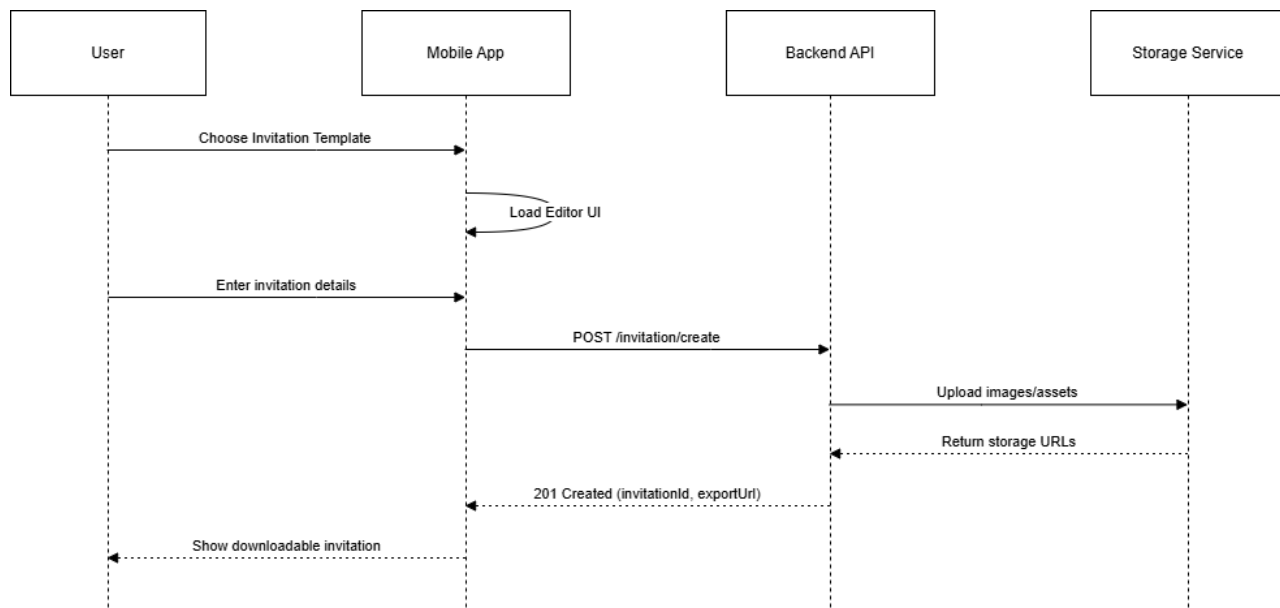 User
Mobile App
Backend API
Storage Service
Choose Invitation Template
Load Editor UI
Enter invitation details
POST /invitation/create
Upload images/assets
Return storage URLs
201 Created (invitationId, exportUrl)
Show downloadable invitation